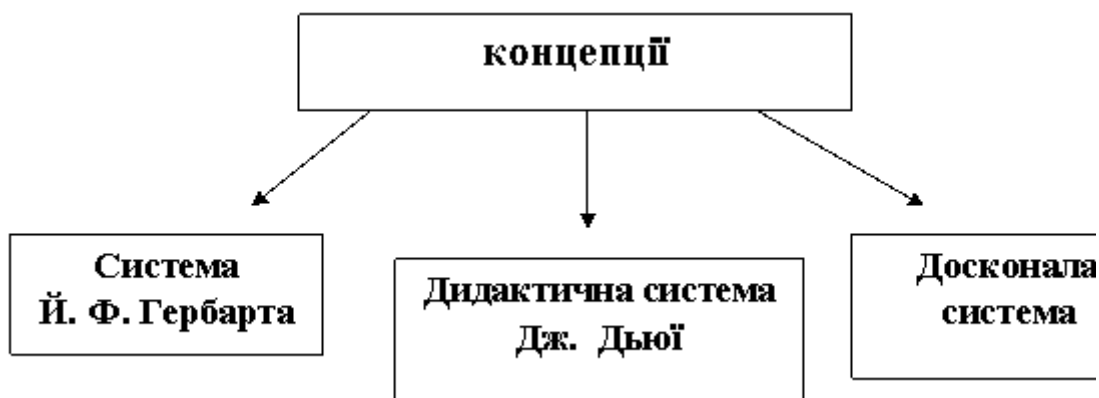 концепції
Система
Й. Ф. Гербарта
Дидактична система
Дж. Дьюї
Досконала
система